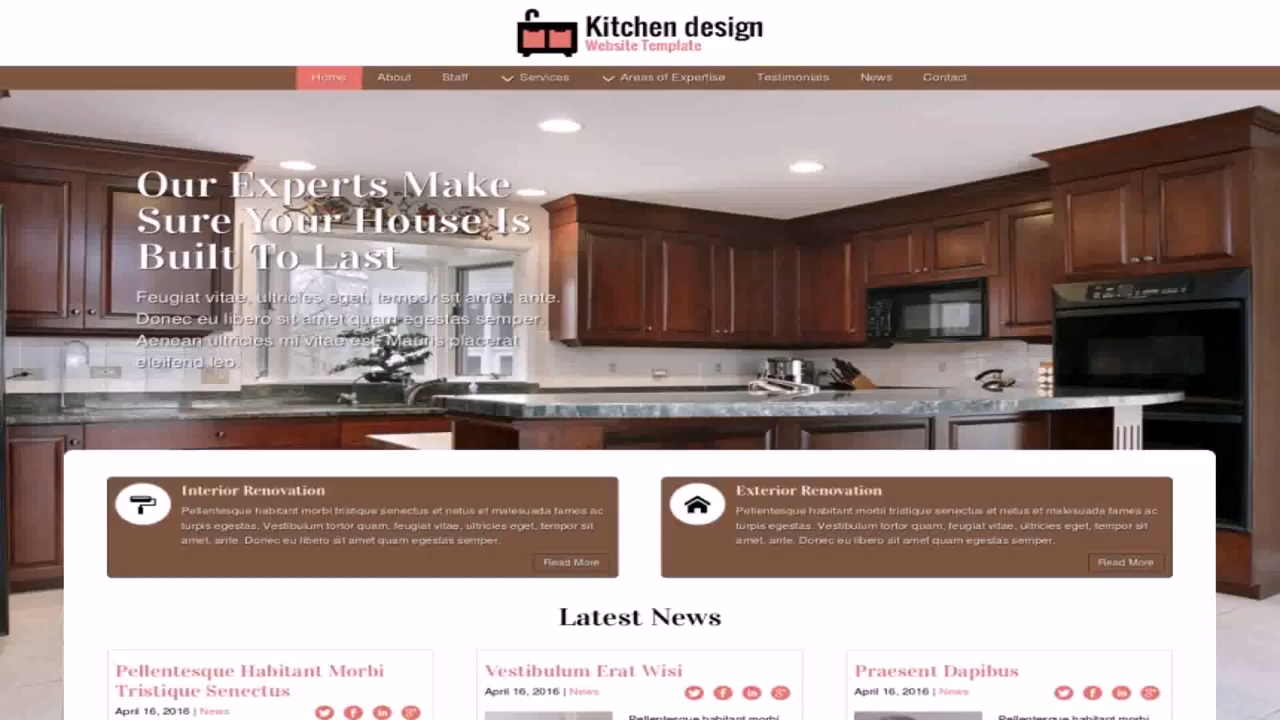 Kitchen design
Website Template
Home About Staff Services Areas of Expertise Testimonials News Contact
Our Experts Make
Sure Your House Is
Built To Last
Feugiat vitae, ultricies eget, tempor sit amet, ante.
Donec eu libero sit amet quam egestas semper.
Aenean ultricies mi vitae est. Mauris placerat
eleifend leo.
Interior Renovation
Pellentesque habitant morbi tristique senectus et netus et malesuada fames ac
turpis egestas. Vestibulum tortor quam, feugiat vitae, ultricies eget, tempor sit
amet, ante. Donec eu libero sit amet quam egestas semper.
Read More
Exterior Renovation
Pellentesque habitant morbi tristique senectus et netus et malesuada fames ac
turpis egestas. Vestibulum tortor quam, feugiat vitae, ultricies eget, tempor sit
amet, ante. Donec eu libero sit amet quam egestas semper.
Read More
Latest News
Pellentesque Habitant Morbi
Tristique Senectus
April 16, 2016 | News
Vestibulum Erat Wisi
April 16, 2016 | News
Pellentesque habitant morbi
Praesent Dapibus
April 16, 2016 | News
Pellentesque habitant morbi